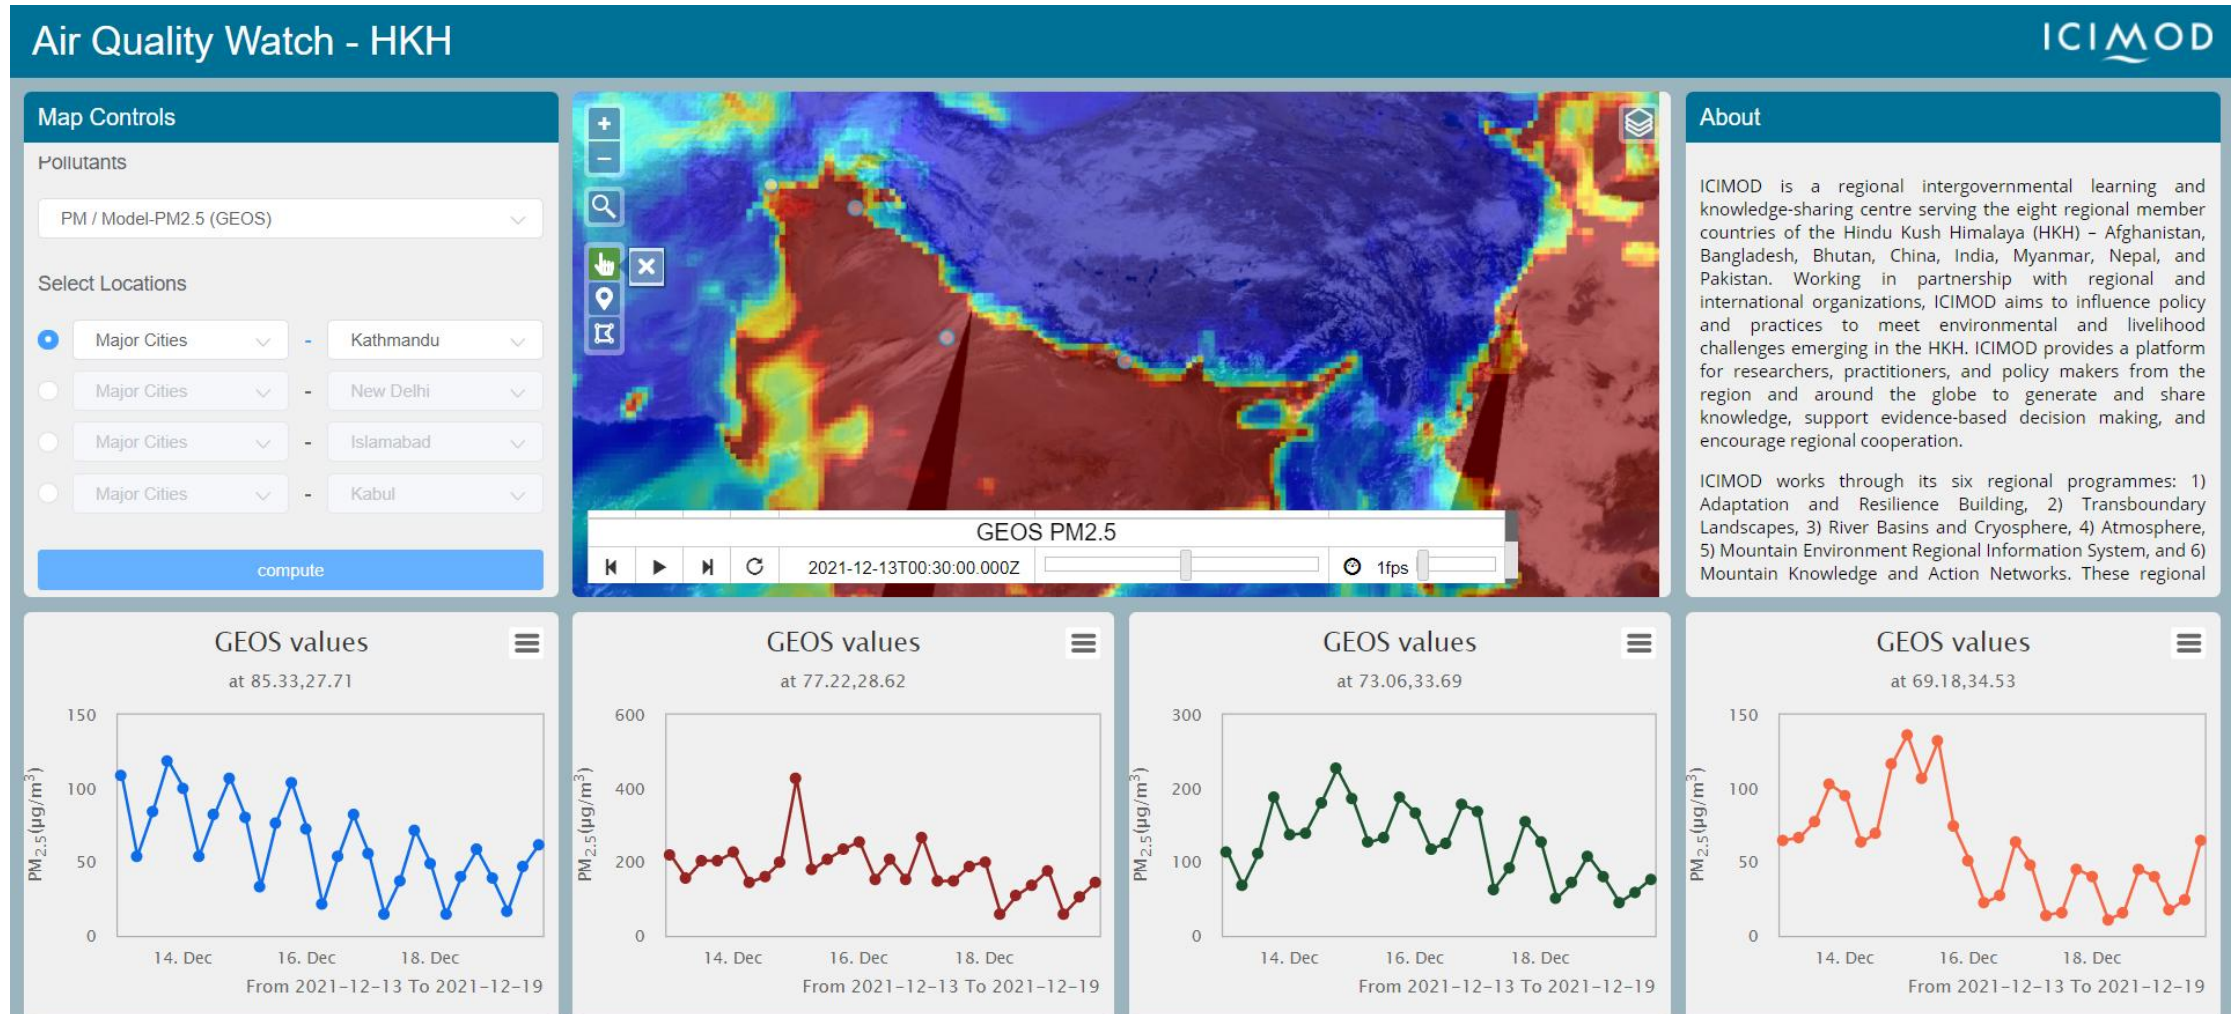 Air Quality Watch - HKH
ICIMOD
Map Controls
Pollutants
PM / Model-PM2.5 (GEOS)
Select Locations
Major Cities - Kathmandu
Major Cities - New Delhi
Major Cities - Islamabad
Major Cities - Kabul
compute
+
−
GEOS PM2.5
2021-12-13T00:30:00.000Z
1fps
About
ICIMOD is a regional intergovernmental learning and
knowledge-sharing centre serving the eight regional member
countries of the Hindu Kush Himalaya (HKH) – Afghanistan,
Bangladesh, Bhutan, China, India, Myanmar, Nepal, and
Pakistan. Working in partnership with regional and
international organizations, ICIMOD aims to influence policy
and practices to meet environmental and livelihood
challenges emerging in the HKH. ICIMOD provides a platform
for researchers, practitioners, and policy makers from the
region and around the globe to generate and share
knowledge, support evidence-based decision making, and
encourage regional cooperation.
ICIMOD works through its six regional programmes: 1)
Adaptation and Resilience Building, 2) Transboundary
Landscapes, 3) River Basins and Cryosphere, 4) Atmosphere,
5) Mountain Environment Regional Information System, and 6)
Mountain Knowledge and Action Networks. These regional
GEOS values
at 85.33,27.71
PM2.5(µg/m³)
150
100
50
0
14. Dec 16. Dec 18. Dec
From 2021-12-13 To 2021-12-19
GEOS values
at 77.22,28.62
PM2.5(µg/m³)
600
400
200
0
14. Dec 16. Dec 18. Dec
From 2021-12-13 To 2021-12-19
GEOS values
at 73.06,33.69
PM2.5(µg/m³)
300
200
100
0
14. Dec 16. Dec 18. Dec
From 2021-12-13 To 2021-12-19
GEOS values
at 69.18,34.53
PM2.5(µg/m³)
150
100
50
0
14. Dec 16. Dec 18. Dec
From 2021-12-13 To 2021-12-19